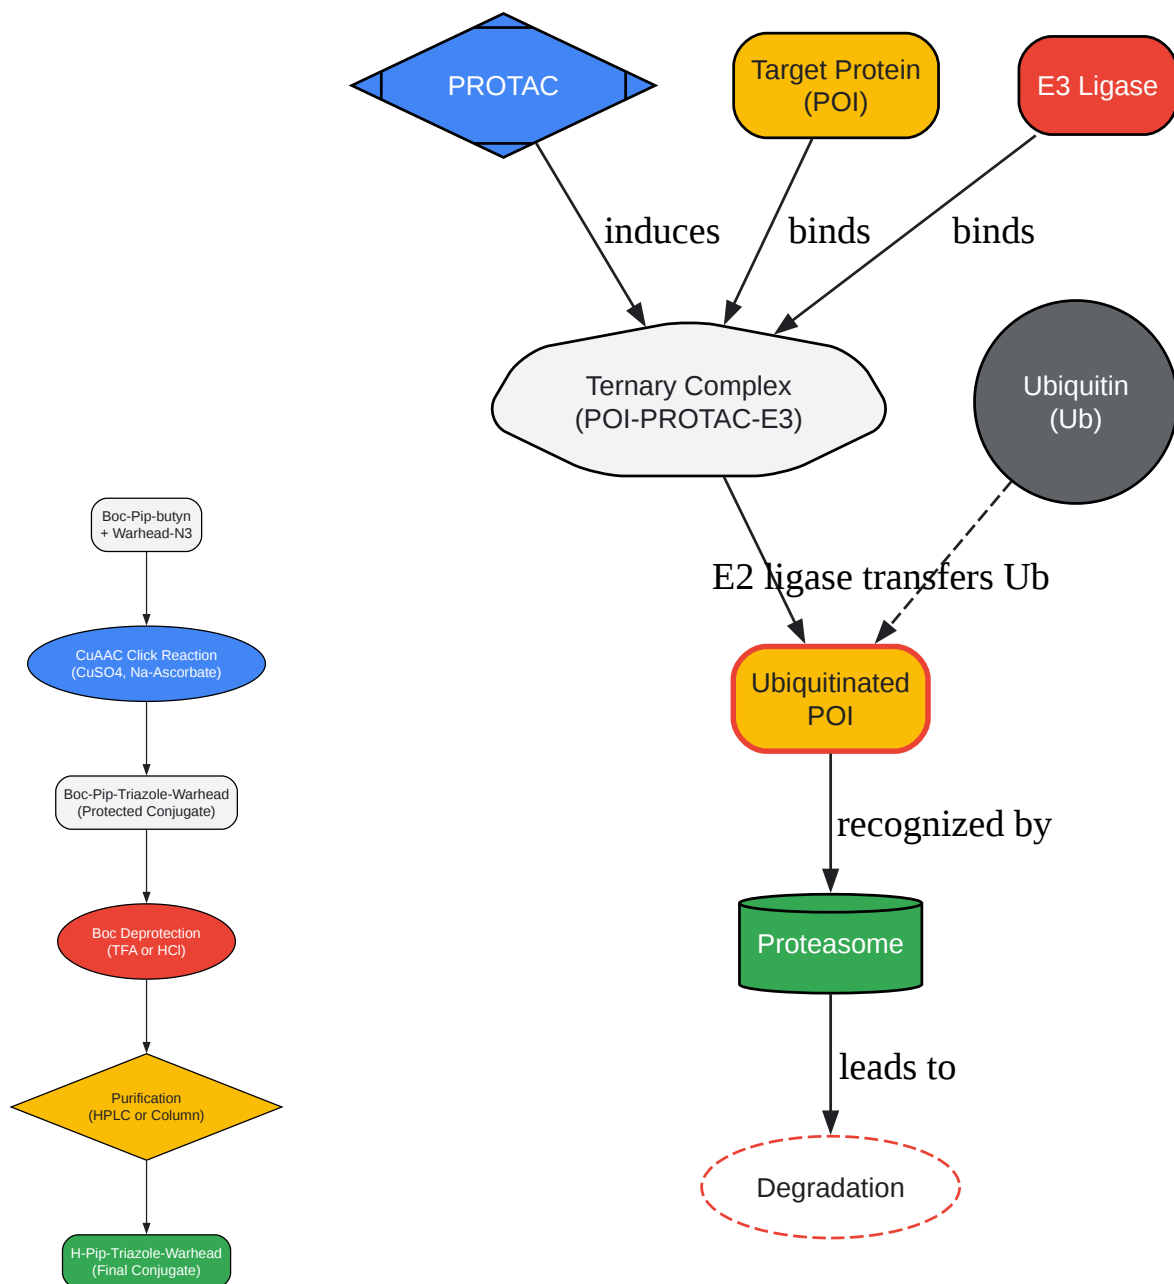 PROTAC
Target Protein
(POI)
E3 Ligase
induces
binds
binds
Ternary Complex
(POI-PROTAC-E3)
Ubiquitin
(Ub)
E2 ligase transfers Ub
Ubiquitinated
POI
recognized by
Proteasome
leads to
Degradation
Boc-Pip-butyn
+ Warhead-N3
CuAAC Click Reaction
(CuSO4, Na-Ascorbate)
Boc-Pip-Triazole-Warhead
(Protected Conjugate)
Boc Deprotection
(TFA or HCl)
Purification
(HPLC or Column)
H-Pip-Triazole-Warhead
(Final Conjugate)